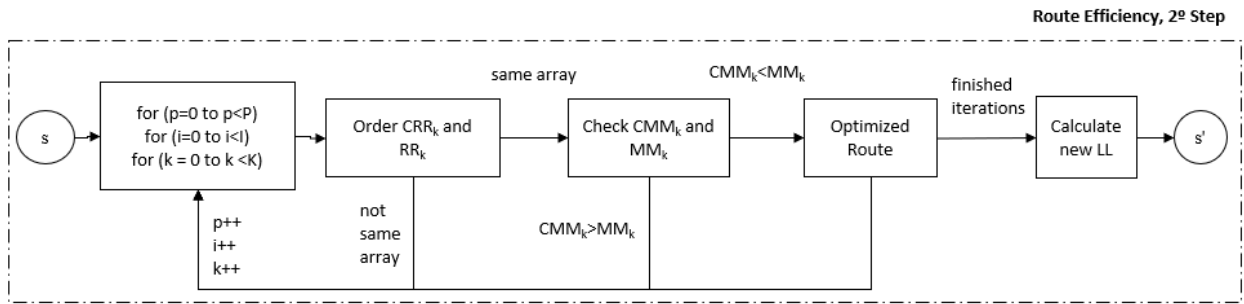 Route Efficiency, 2º Step
s
for (p=0 to p<P)
for (i=0 to i<I)
for (k = 0 to k <K)
Order CRRₖ and
RRₖ
same array
Check CMMₖ and
MMₖ
CMMₖ<MMₖ
Optimized
Route
finished
iterations
Calculate
new LL
s'
p++
i++
k++
not
same
array
CMMₖ>MMₖ